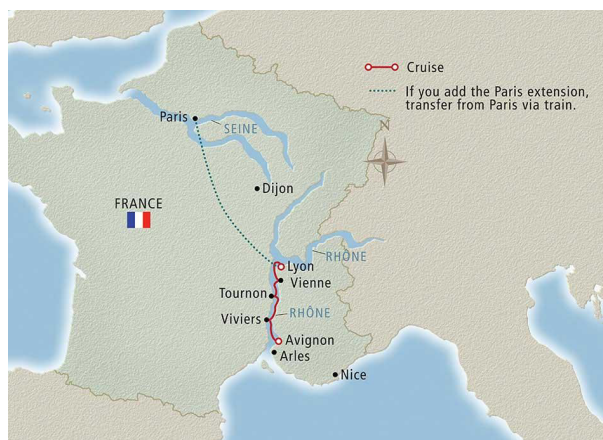 Cruise
If you add the Paris extension,
transfer from Paris via train.
N
Paris
SEINE
Dijon
FRANCE
RHÔNE
Lyon
Vienne
Tournon
RHÔNE
Viviers
Avignon
Arles
Nice